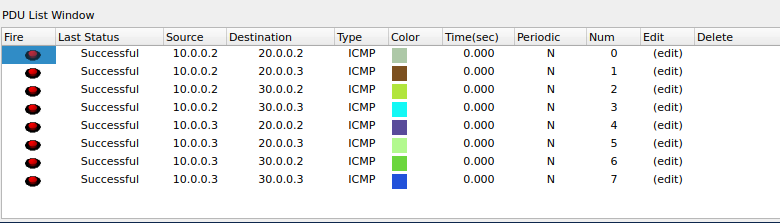 PDU List Window
Fire Last Status Source Destination Type Color Time(sec) Periodic Num Edit Delete
Successful 10.0.0.2 20.0.0.2 ICMP 0.000 N 0 (edit)
Successful 10.0.0.2 20.0.0.3 ICMP 0.000 N 1 (edit)
Successful 10.0.0.2 30.0.0.2 ICMP 0.000 N 2 (edit)
Successful 10.0.0.2 30.0.0.3 ICMP 0.000 N 3 (edit)
Successful 10.0.0.3 20.0.0.2 ICMP 0.000 N 4 (edit)
Successful 10.0.0.3 20.0.0.3 ICMP 0.000 N 5 (edit)
Successful 10.0.0.3 30.0.0.2 ICMP 0.000 N 6 (edit)
Successful 10.0.0.3 30.0.0.3 ICMP 0.000 N 7 (edit)